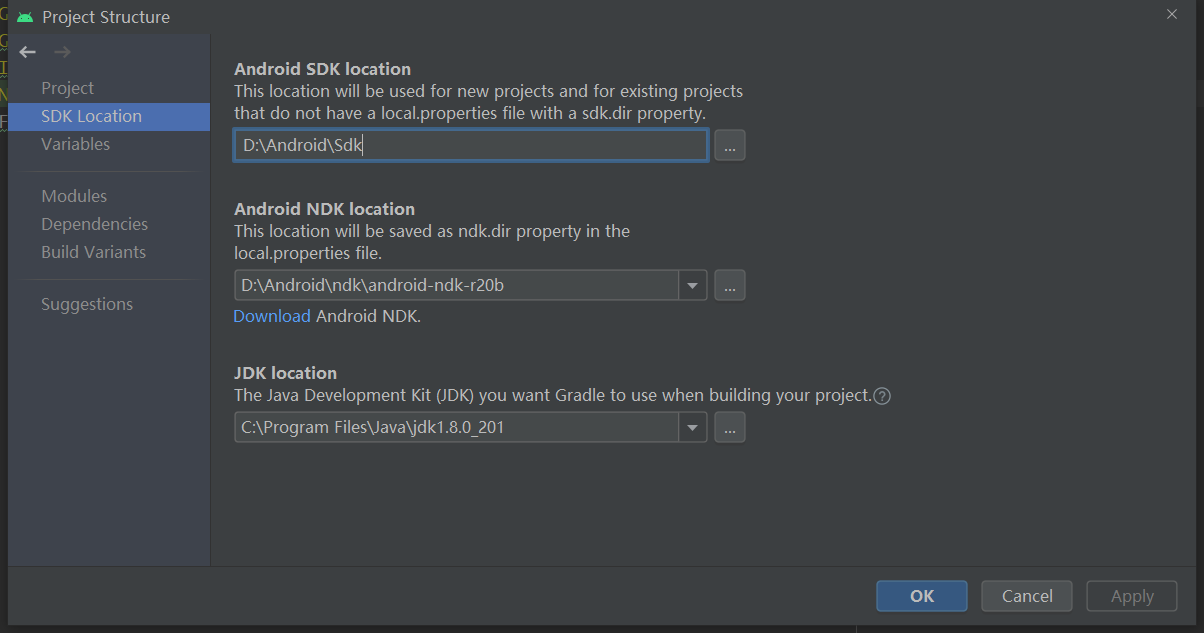 Project Structure
Project
SDK Location
Variables
Modules
Dependencies
Build Variants
Suggestions
Android SDK location
This location will be used for new projects and for existing projects
that do not have a local.properties file with a sdk.dir property.
D:\Android\Sdk
...
Android NDK location
This location will be saved as ndk.dir property in the
local.properties file.
D:\Android\ndk\android-ndk-r20b
...
Download Android NDK.
JDK location
The Java Development Kit (JDK) you want Gradle to use when building your project.?
C:\Program Files\Java\jdk1.8.0_201
...
OK
Cancel
Apply